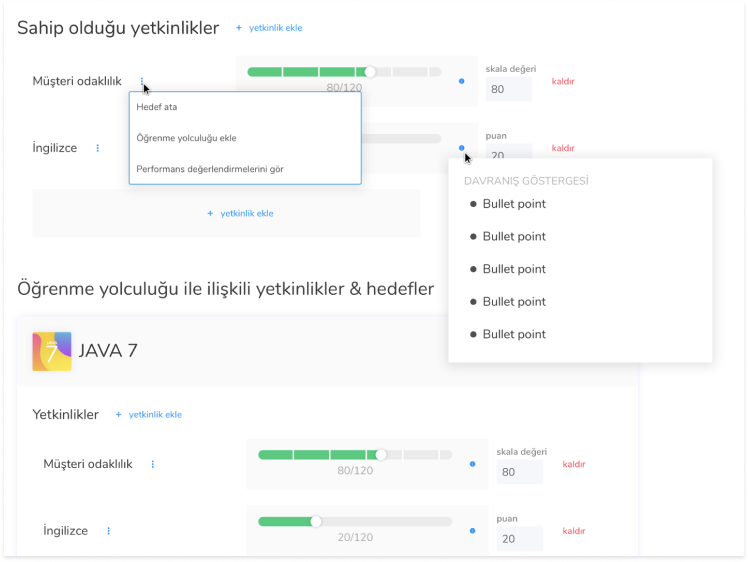 Sahip olduğu yetkinlikler + yetkinlik ekle
Müşteri odaklılık
80/120
skala değeri
80
kaldır
Hedef ata
Öğrenme yolculuğu ekle
Performans değerlendirmelerini gör
İngilizce
puan
20
kaldır
+ yetkinlik ekle
DAVRANIŞ GÖSTERGESİ
Bullet point
Bullet point
Bullet point
Bullet point
Bullet point
Öğrenme yolculuğu ile ilişkili yetkinlikler & hedefler
7
JAVA 7
Yetkinlikler + yetkinlik ekle
Müşteri odaklılık
80/120
skala değeri
80
kaldır
İngilizce
20/120
puan
20
kaldır